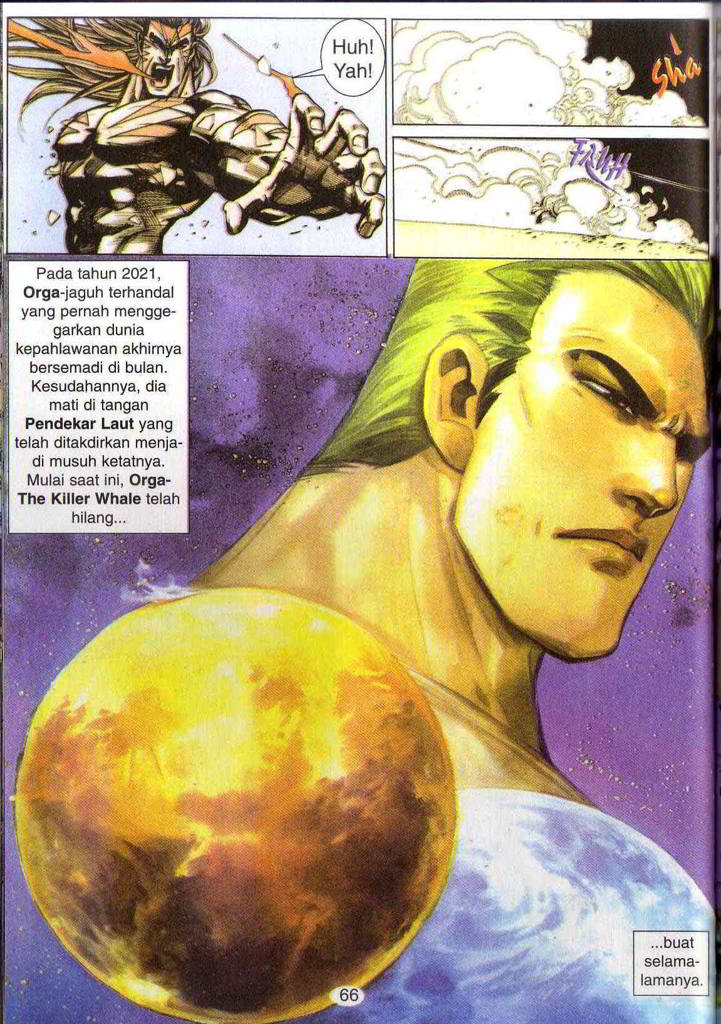 Huh!
Yah!
Sha
Pada tahun 2021,
Orga-jaguh terhandal
yang pernah mengge-
garkan dunia
kepahlawanan akhirnya
bersemadi di bulan.
Kesudahannya, dia
mati di tangan
Pendekar Laut yang
telah ditakdirkan menja-
di musuh ketatnya.
Mulai saat ini, Orga-
The Killer Whale telah
hilang...
...buat
selama-
lamanya.
66